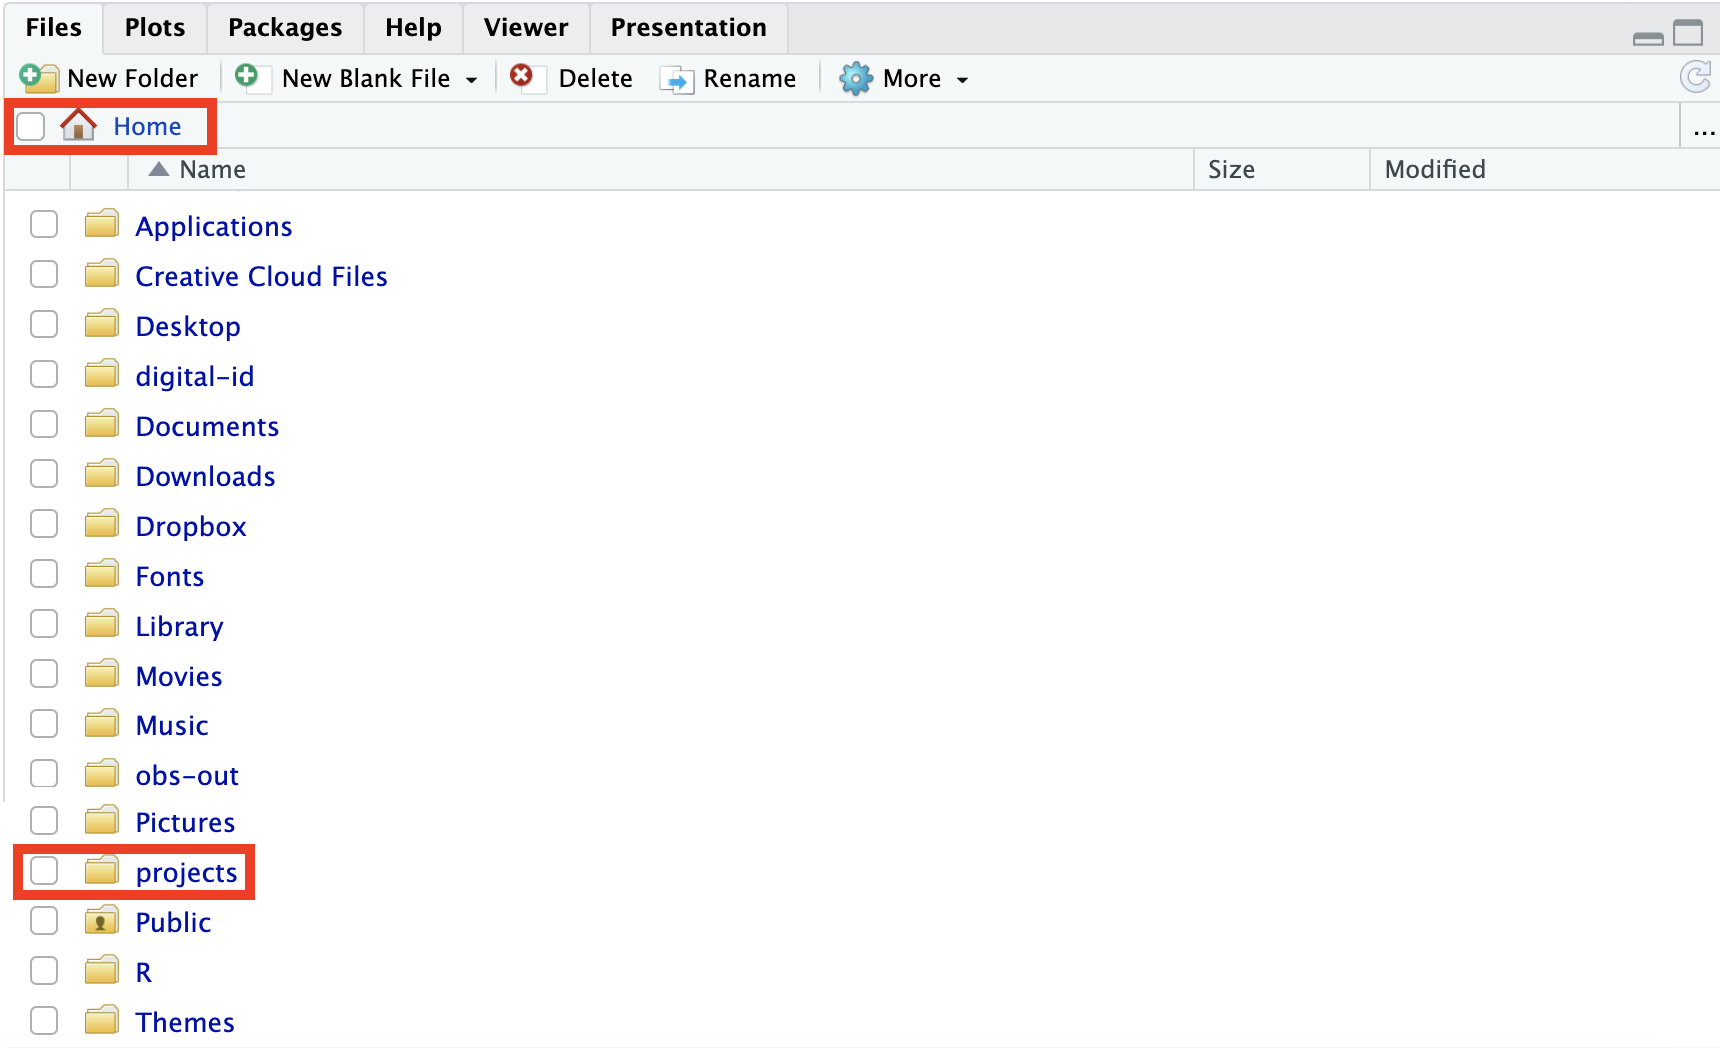 Files Plots Packages Help Viewer Presentation
New Folder New Blank File Delete Rename More
Home ...
Name Size Modified
Applications
Creative Cloud Files
Desktop
digital-id
Documents
Downloads
Dropbox
Fonts
Library
Movies
Music
obs-out
Pictures
projects
Public
R
Themes